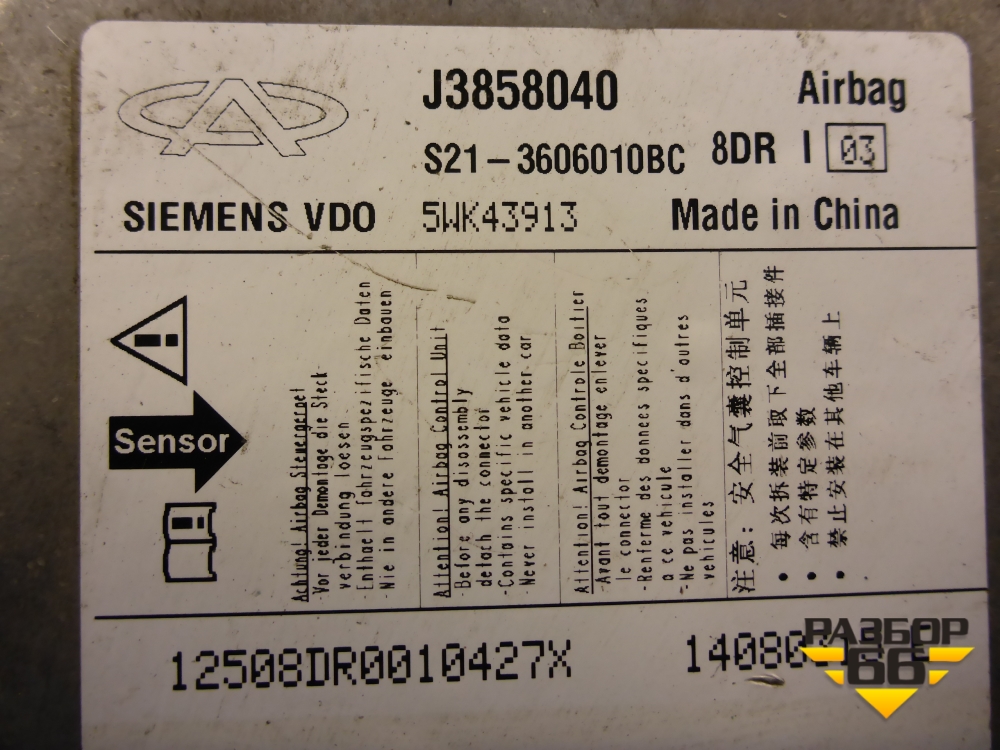 J3858040 Airbag
S21-3606010BC 8DR I 03
SIEMENS VDO 5WK43913 Made in China
Sensor
Achtung! Airbag Steuergeraet
-Vor jeder Demontage die Steck-
verbindung loesen
-Enthaelt fahrzeugspezifische Daten
-Nie in andere Fahrzeuge einbauen
Attention! Airbag Control Unit
-Before any disassembly
detach the connector
-Contains specific vehicle data
-Never install in another car
Attention! Airbag Controle Boitier
-Avant tout demontage enlever
le connector
-Renferme des donnees specifiques
a ce vehicule
-Ne pas installer dans d'autres
vehicules
注意：安全气囊控制单元
• 每次拆装前取下全部插接件
• 含有特定参数
• 禁止安装在其他车辆上
12508DR0010427X
РАЗБОР
66